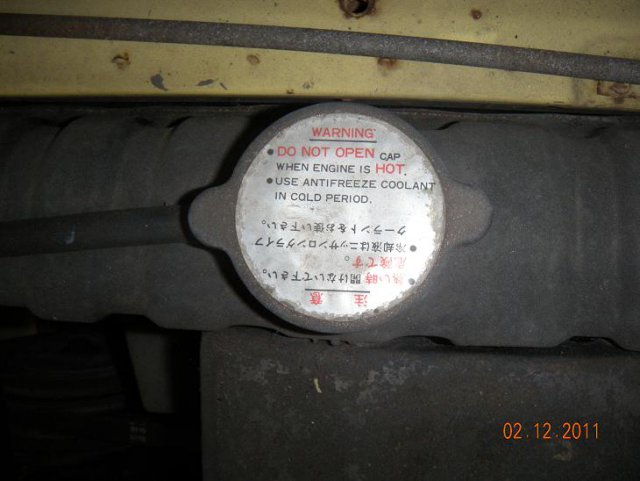 WARNING
• DO NOT OPEN CAP
WHEN ENGINE IS HOT.
• USE ANTIFREEZE COOLANT
IN COLD PERIOD.
注 意
• 熱い時開けないで下さい。
危険です。
• 冷却液はニッサンロングライフ
クーラントをお使い下さい。
02.12.2011